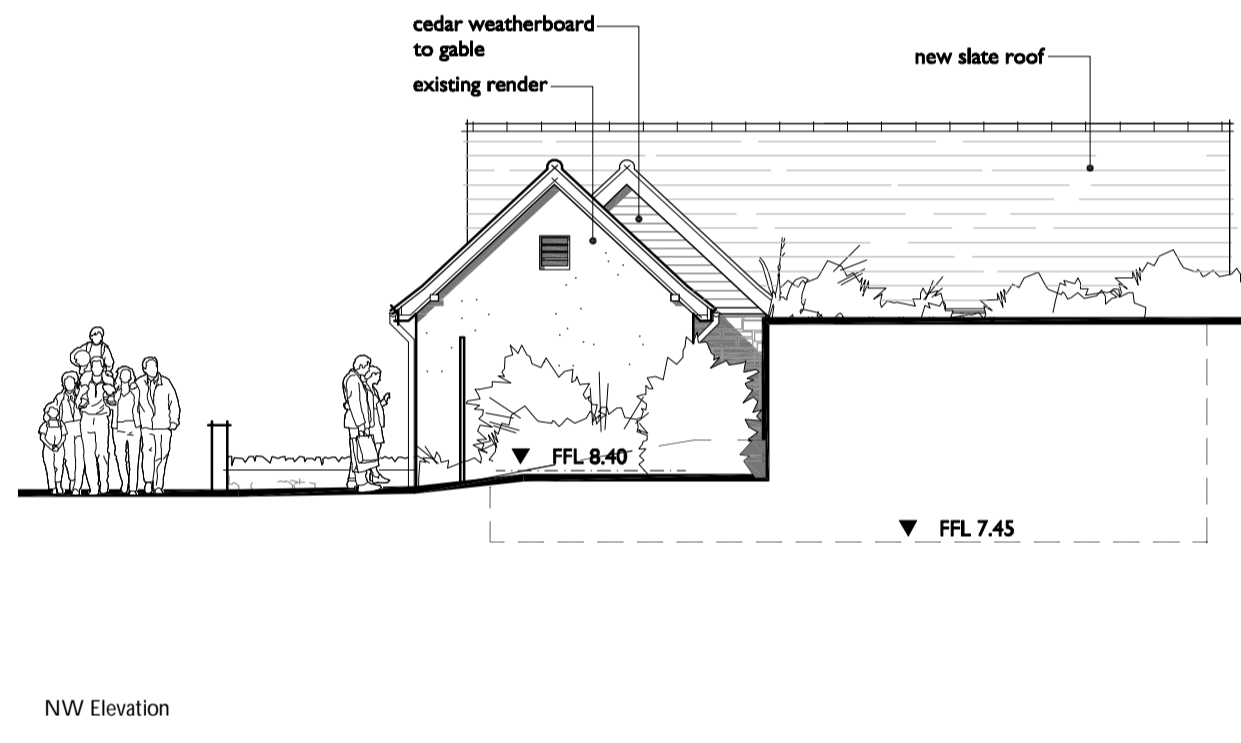 cedar weatherboard
to gable
existing render
new slate roof
FFL 8.40
FFL 7.45
NW Elevation